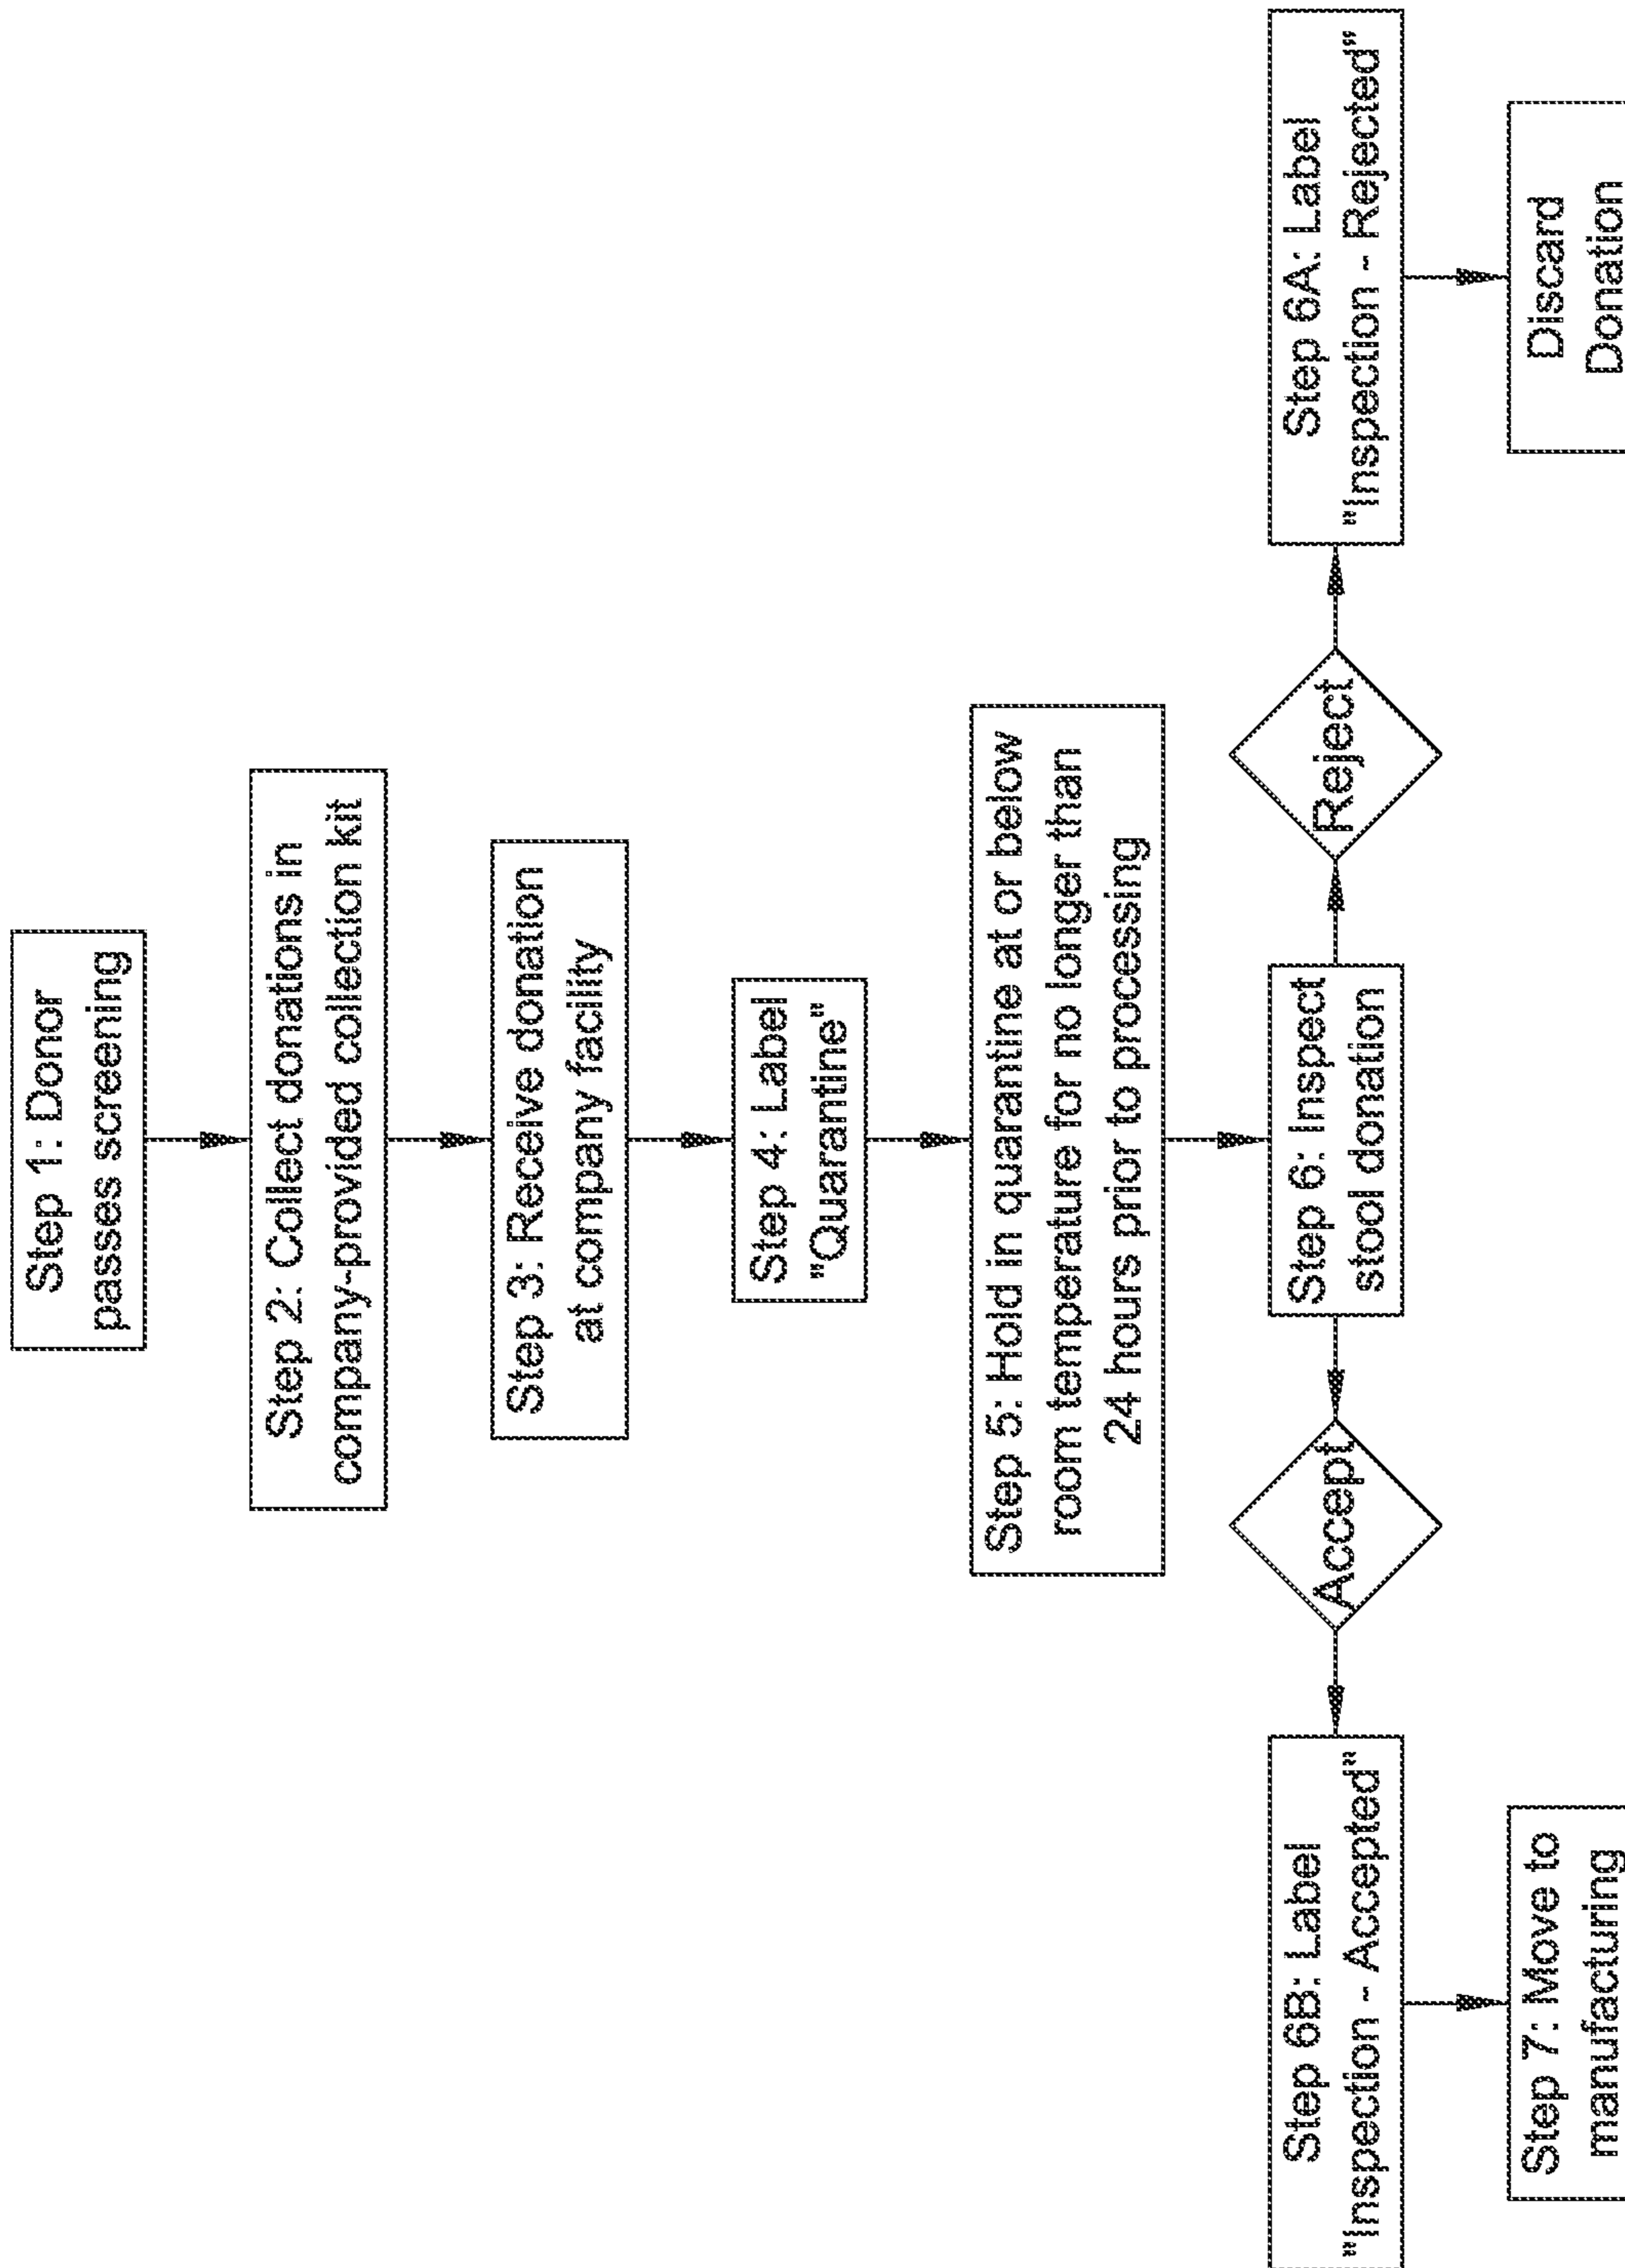 Step 1: Donor
passes screening
Step 2: Collect donations in
company-provided collection kit
Step 3: Receive donation
at company facility
Step 4: Label
"Quarantine"
Step 5: Hold in quarantine at or below
room temperature for no longer than
24 hours prior to processing
Step 6: Inspect
stool donation
Accept
Reject
Step 6B: Label
"Inspection - Accepted"
Step 6A: Label
"Inspection - Rejected"
Step 7: Move to
manufacturing
Discard
Donation